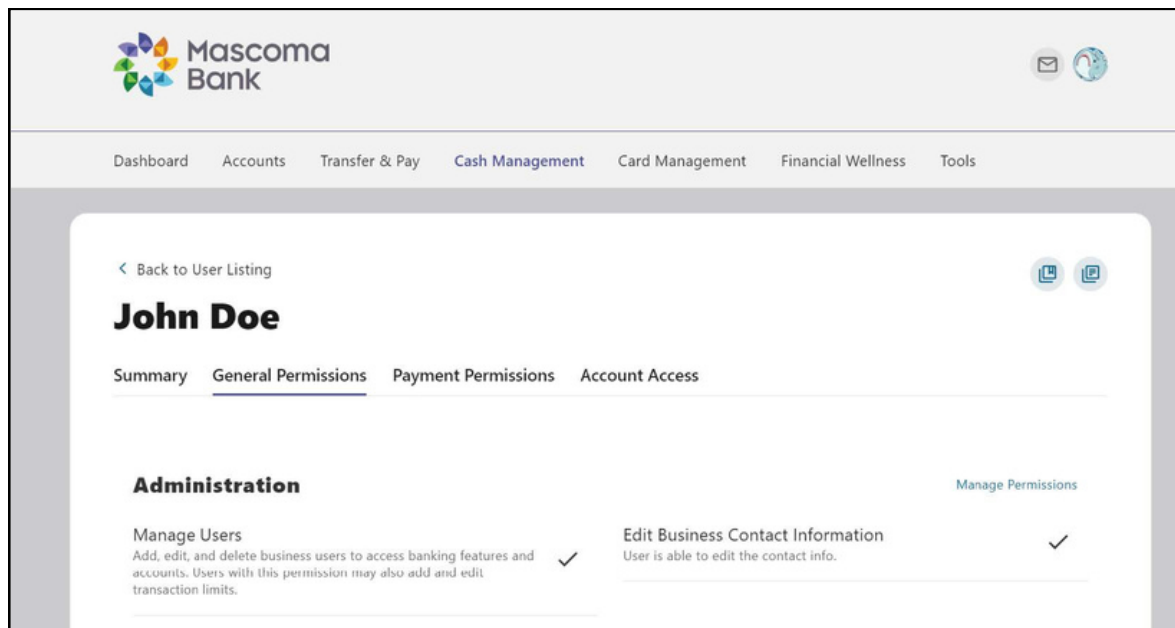 Mascoma
Bank
Dashboard Accounts Transfer & Pay Cash Management Card Management Financial Wellness Tools
Back to User Listing
John Doe
Summary General Permissions Payment Permissions Account Access
Administration
Manage Permissions
Manage Users
Add, edit, and delete business users to access banking features and
accounts. Users with this permission may also add and edit
transaction limits.
Edit Business Contact Information
User is able to edit the contact info.